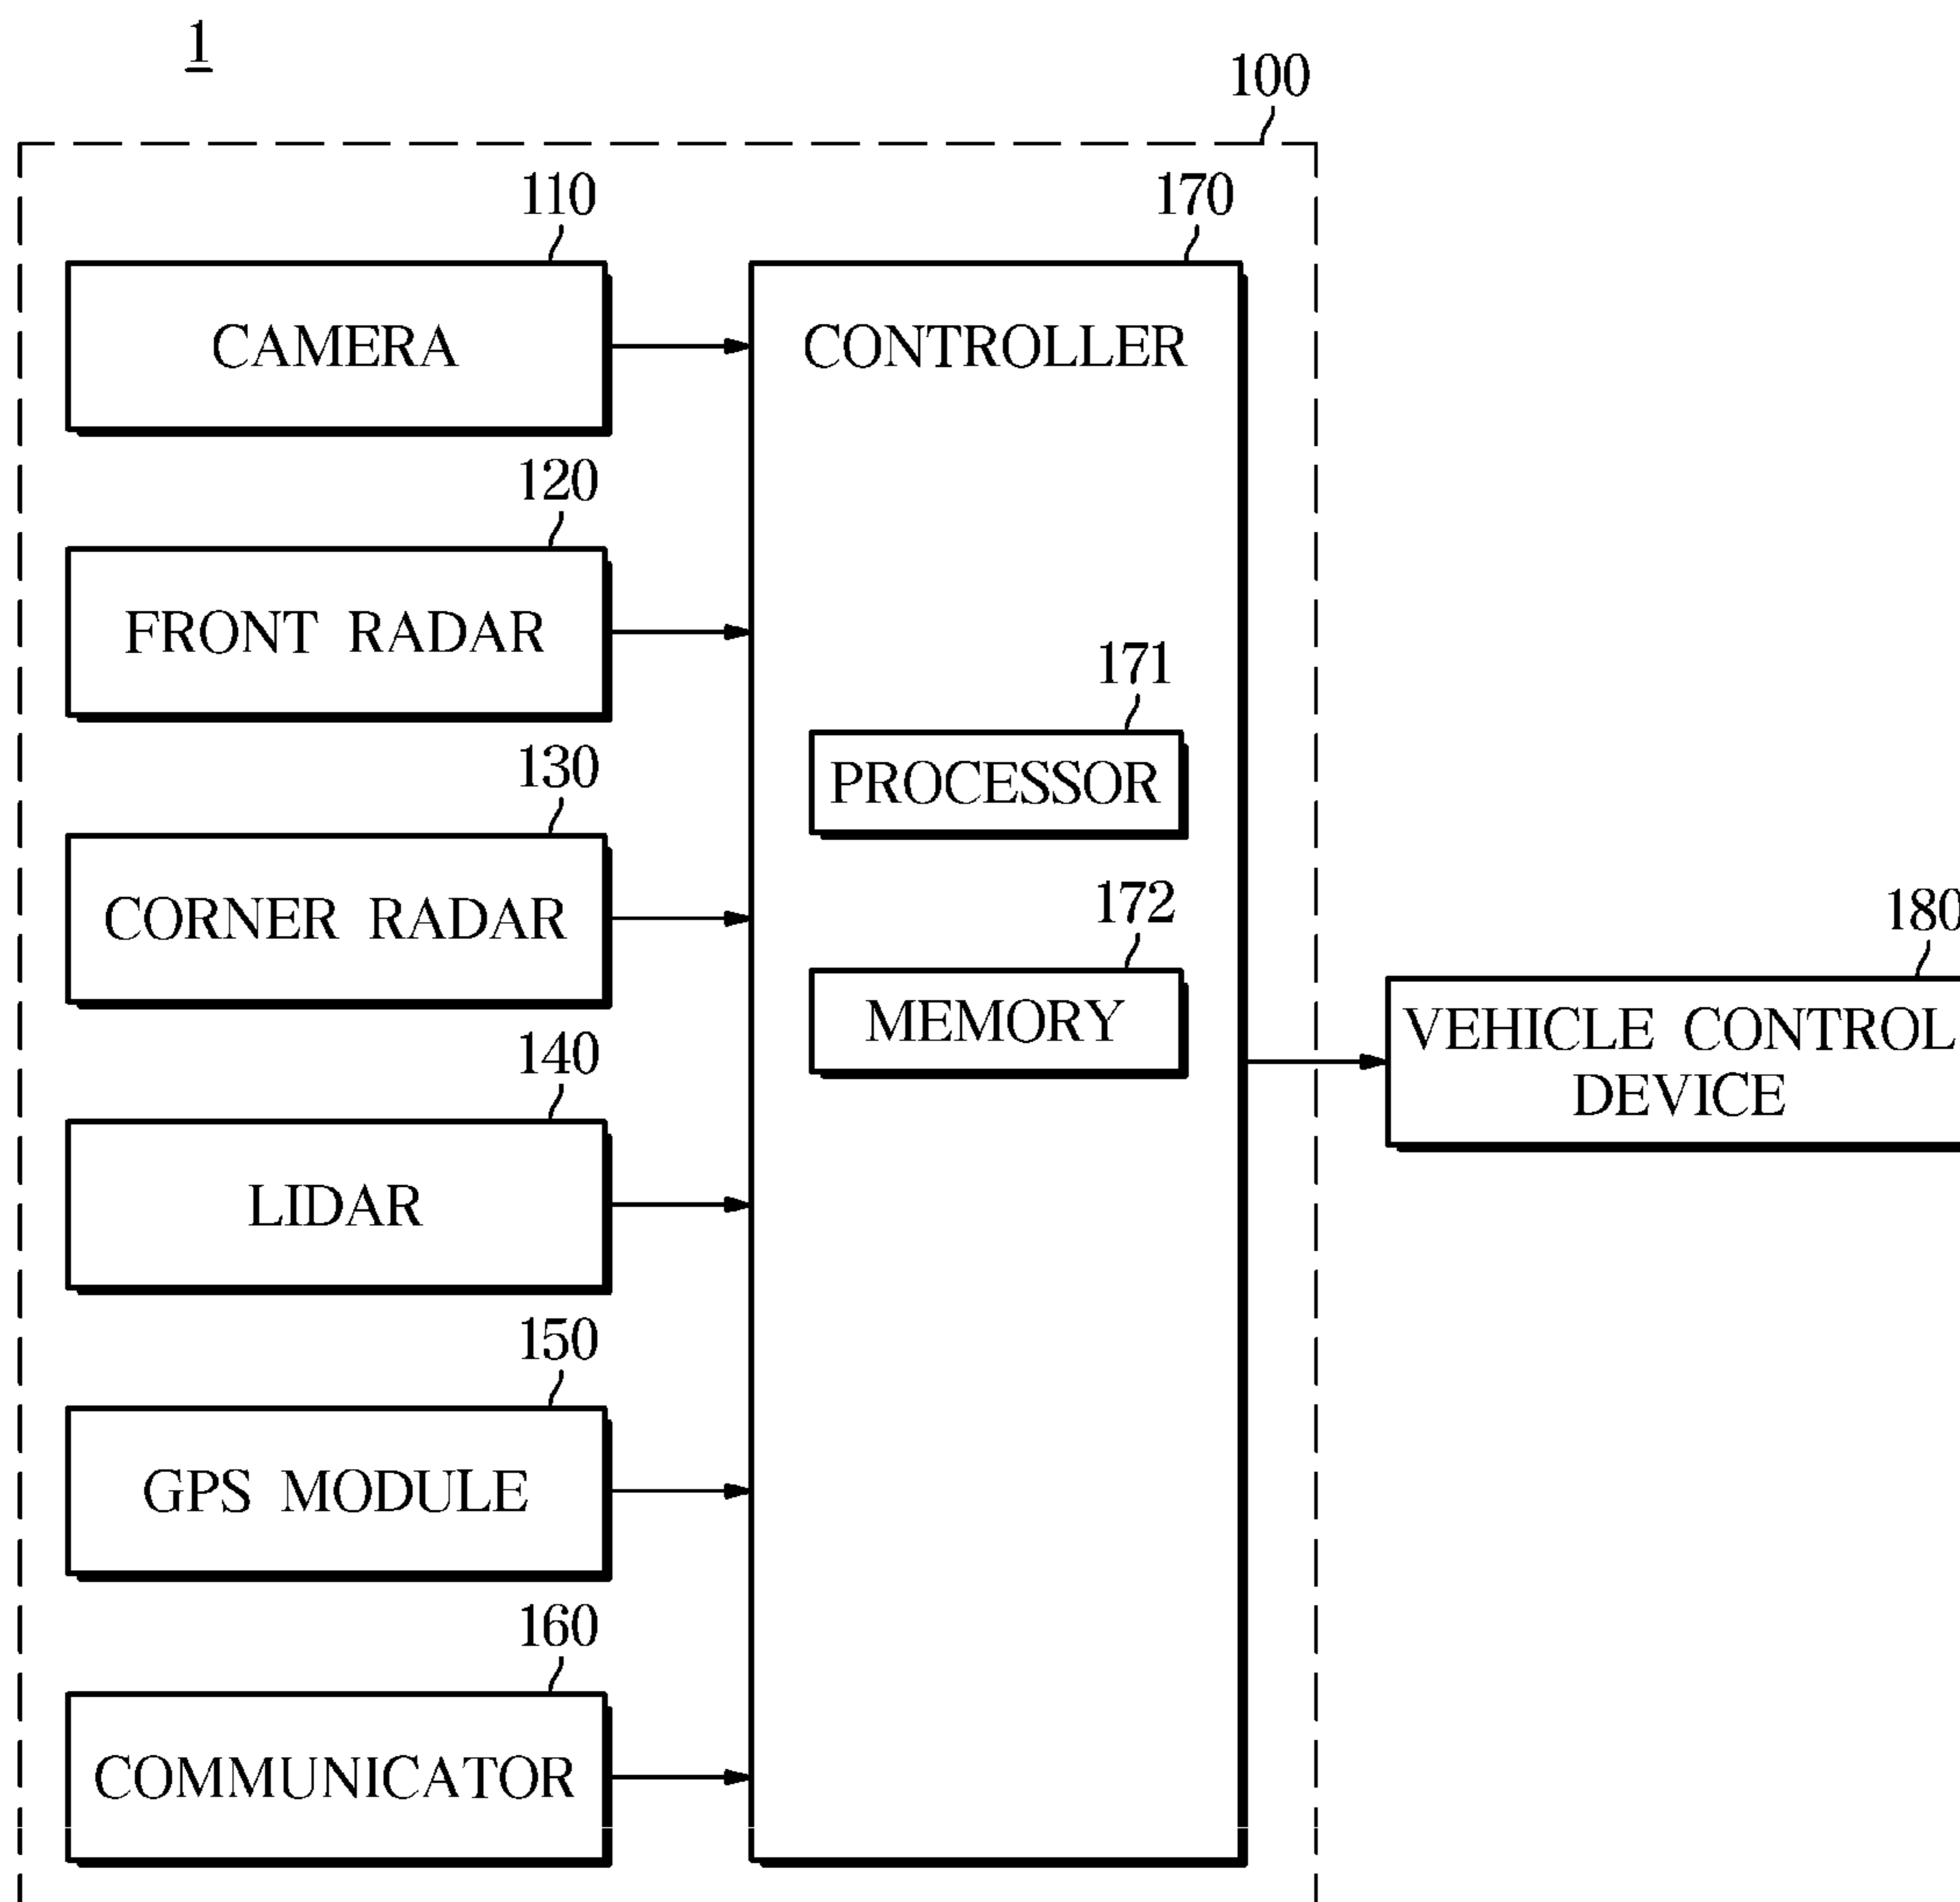 1
100
110
170
CAMERA
CONTROLLER
120
FRONT RADAR
171
PROCESSOR
130
CORNER RADAR
172
MEMORY
180
VEHICLE CONTROL
DEVICE
140
LIDAR
150
GPS MODULE
160
COMMUNICATOR